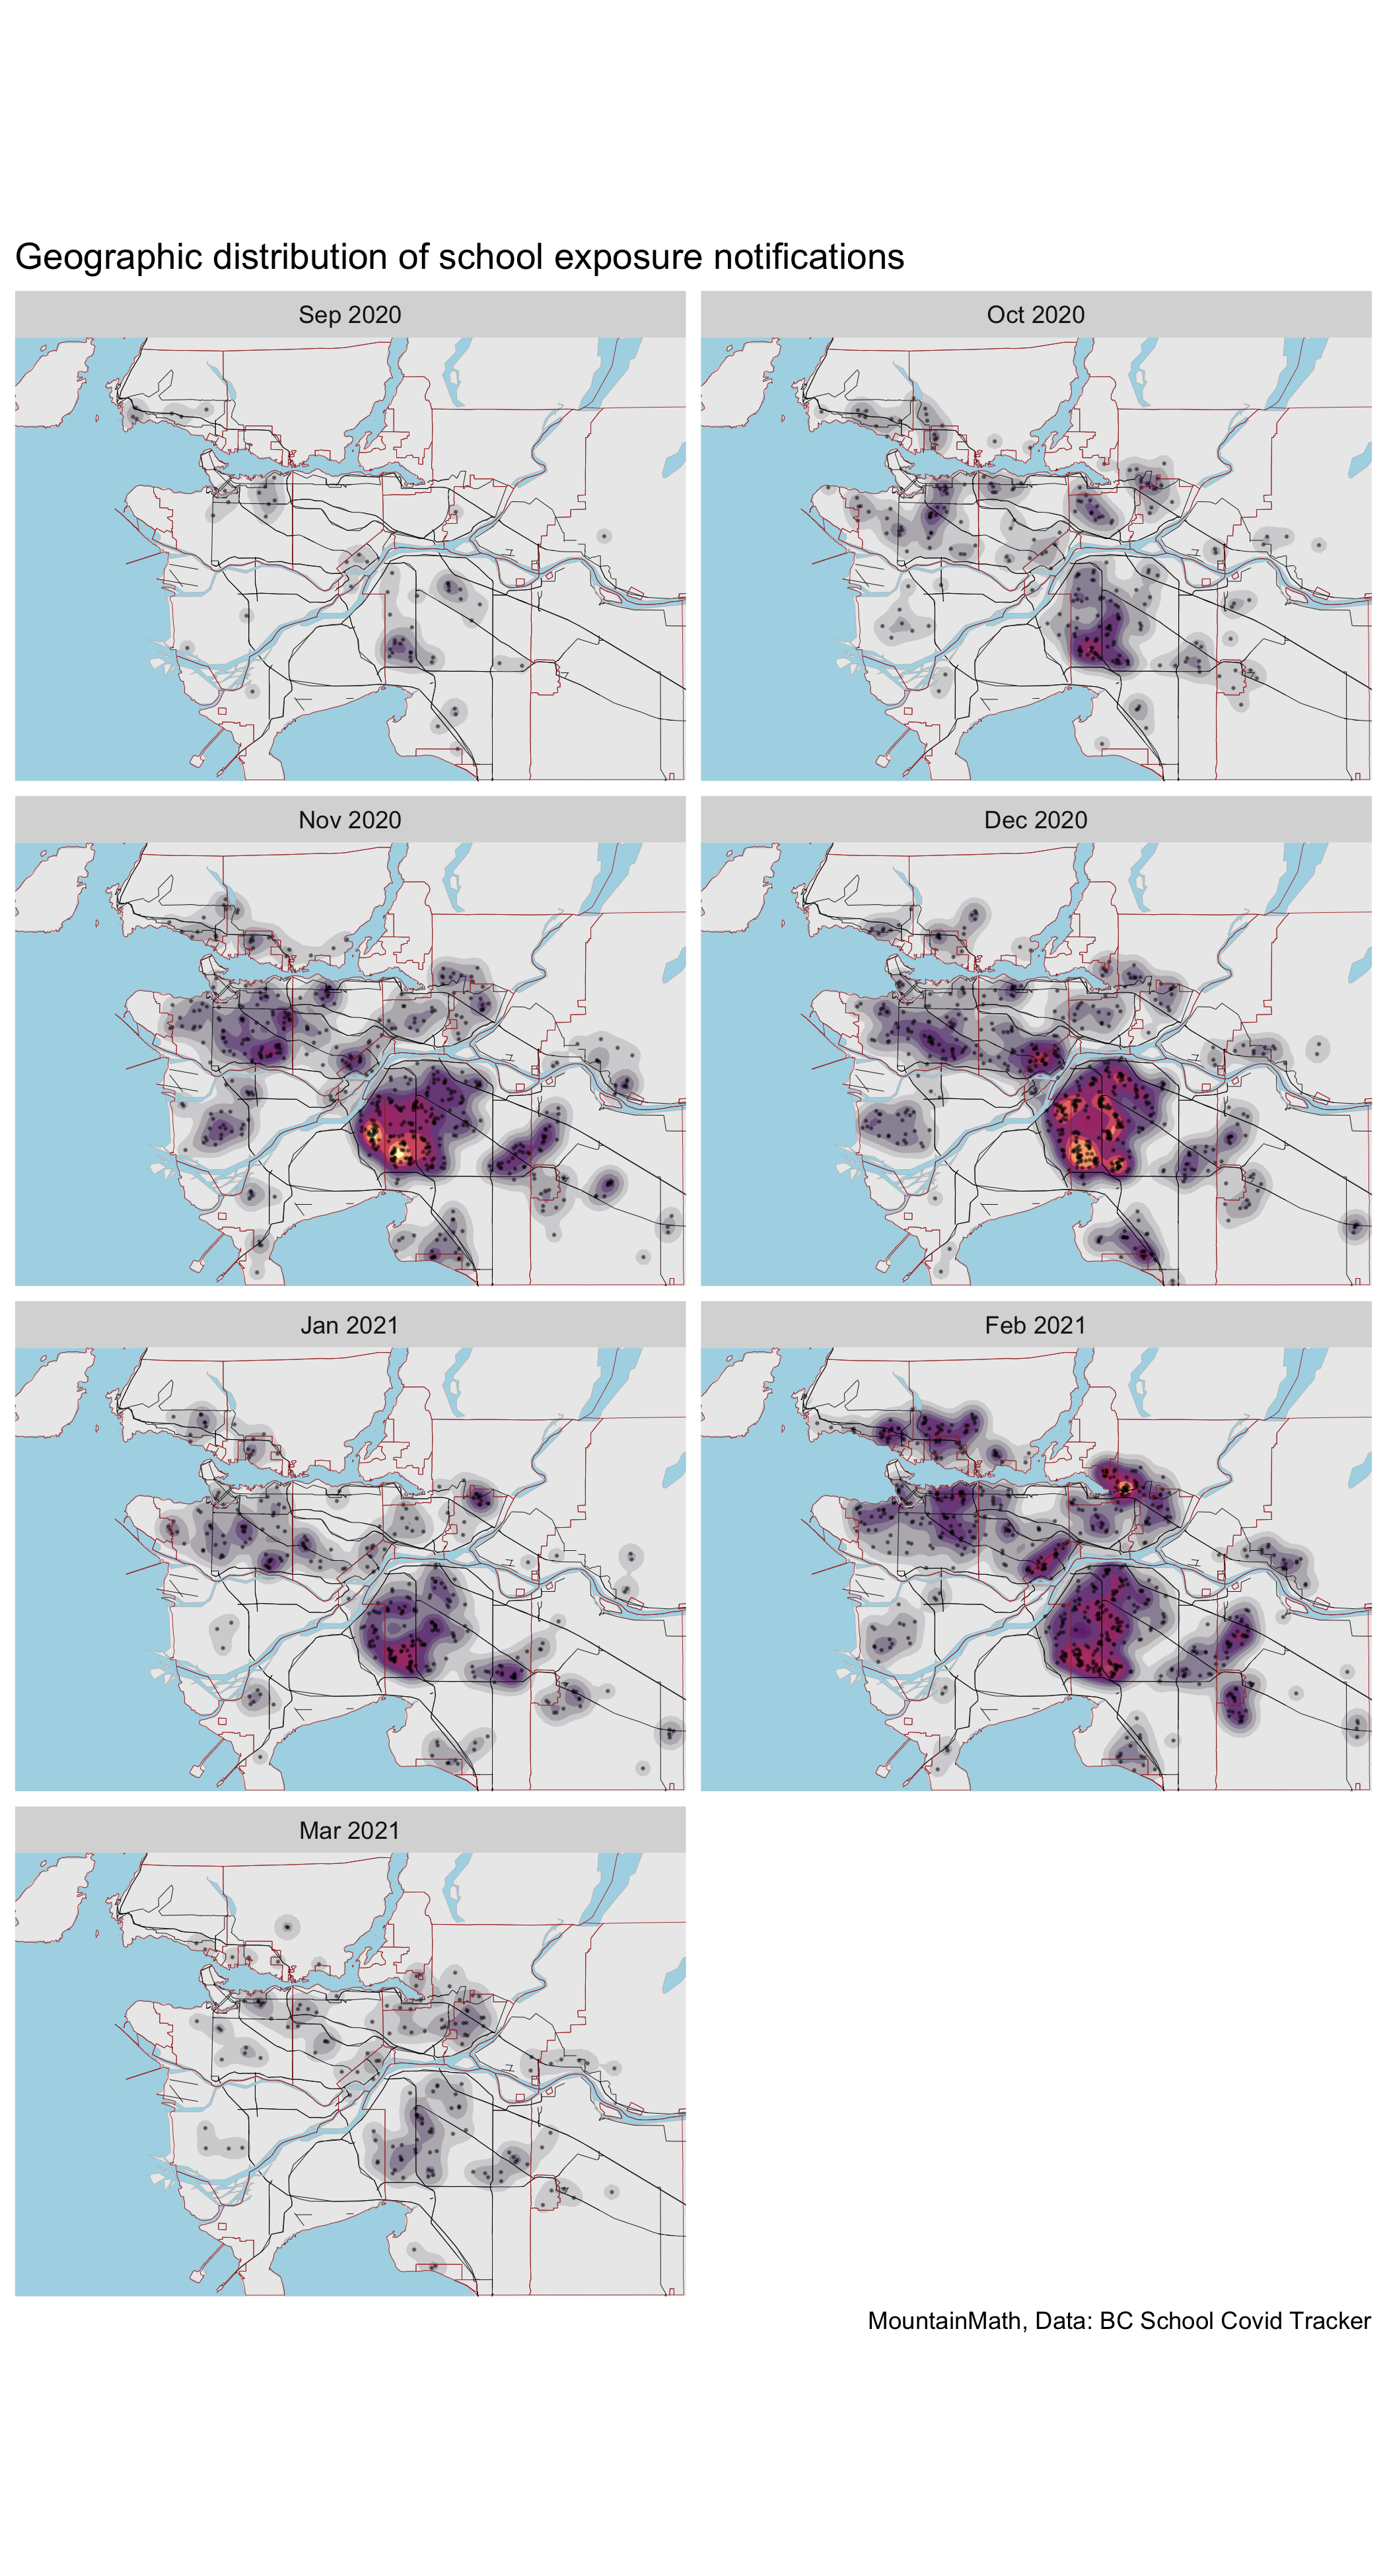 Geographic distribution of school exposure notifications
Sep 2020
Oct 2020
Nov 2020
Dec 2020
Jan 2021
Feb 2021
Mar 2021
MountainMath, Data: BC School Covid Tracker